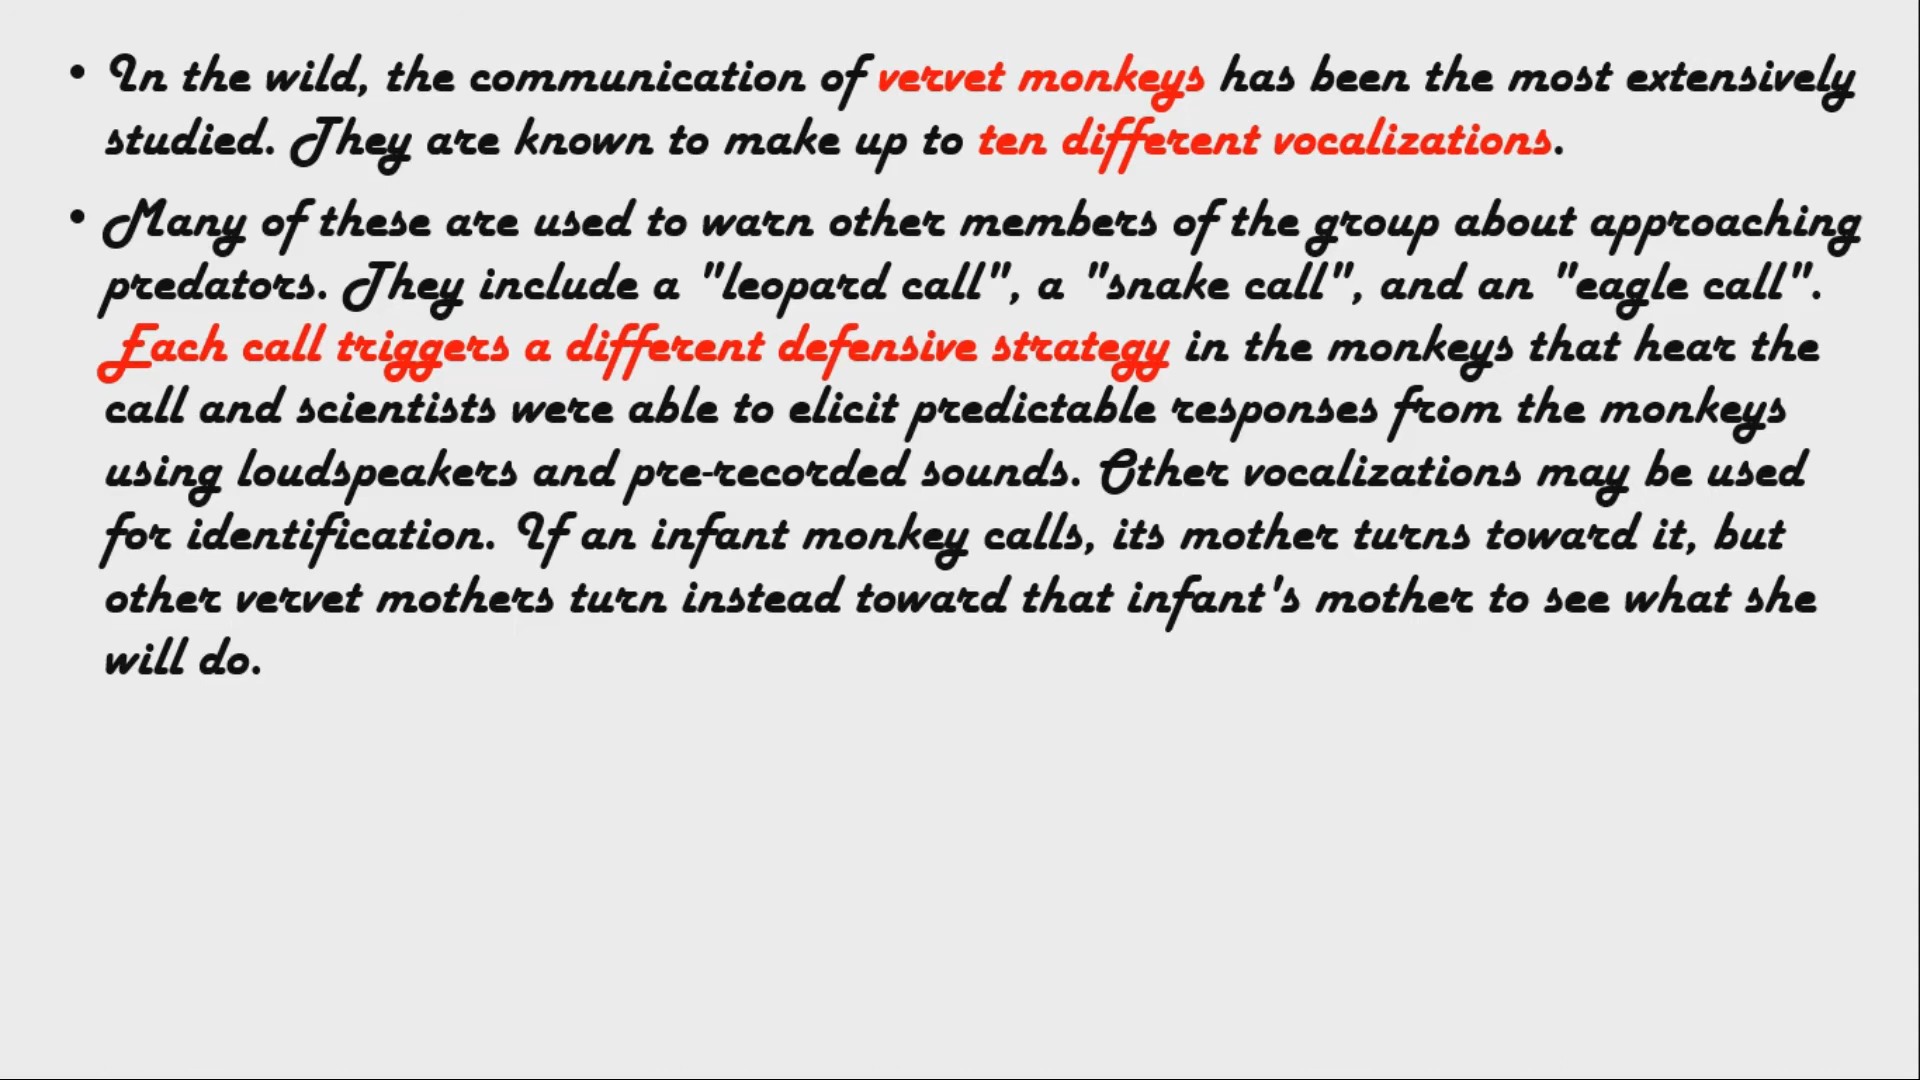 • In the wild, the communication of vervet monkeys has been the most extensively
studied. They are known to make up to ten different vocalizations.
• Many of these are used to warn other members of the group about approaching
predators. They include a "leopard call", a "snake call", and an "eagle call".
Each call triggers a different defensive strategy in the monkeys that hear the
call and scientists were able to elicit predictable responses from the monkeys
using loudspeakers and pre-recorded sounds. Other vocalizations may be used
for identification. If an infant monkey calls, its mother turns toward it, but
other vervet mothers turn instead toward that infant's mother to see what she
will do.